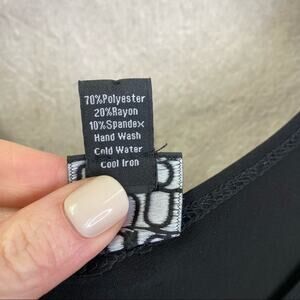 70%Polyester
20%Rayon
10%Spandex
Hand Wash
Cold Water
Cool Iron